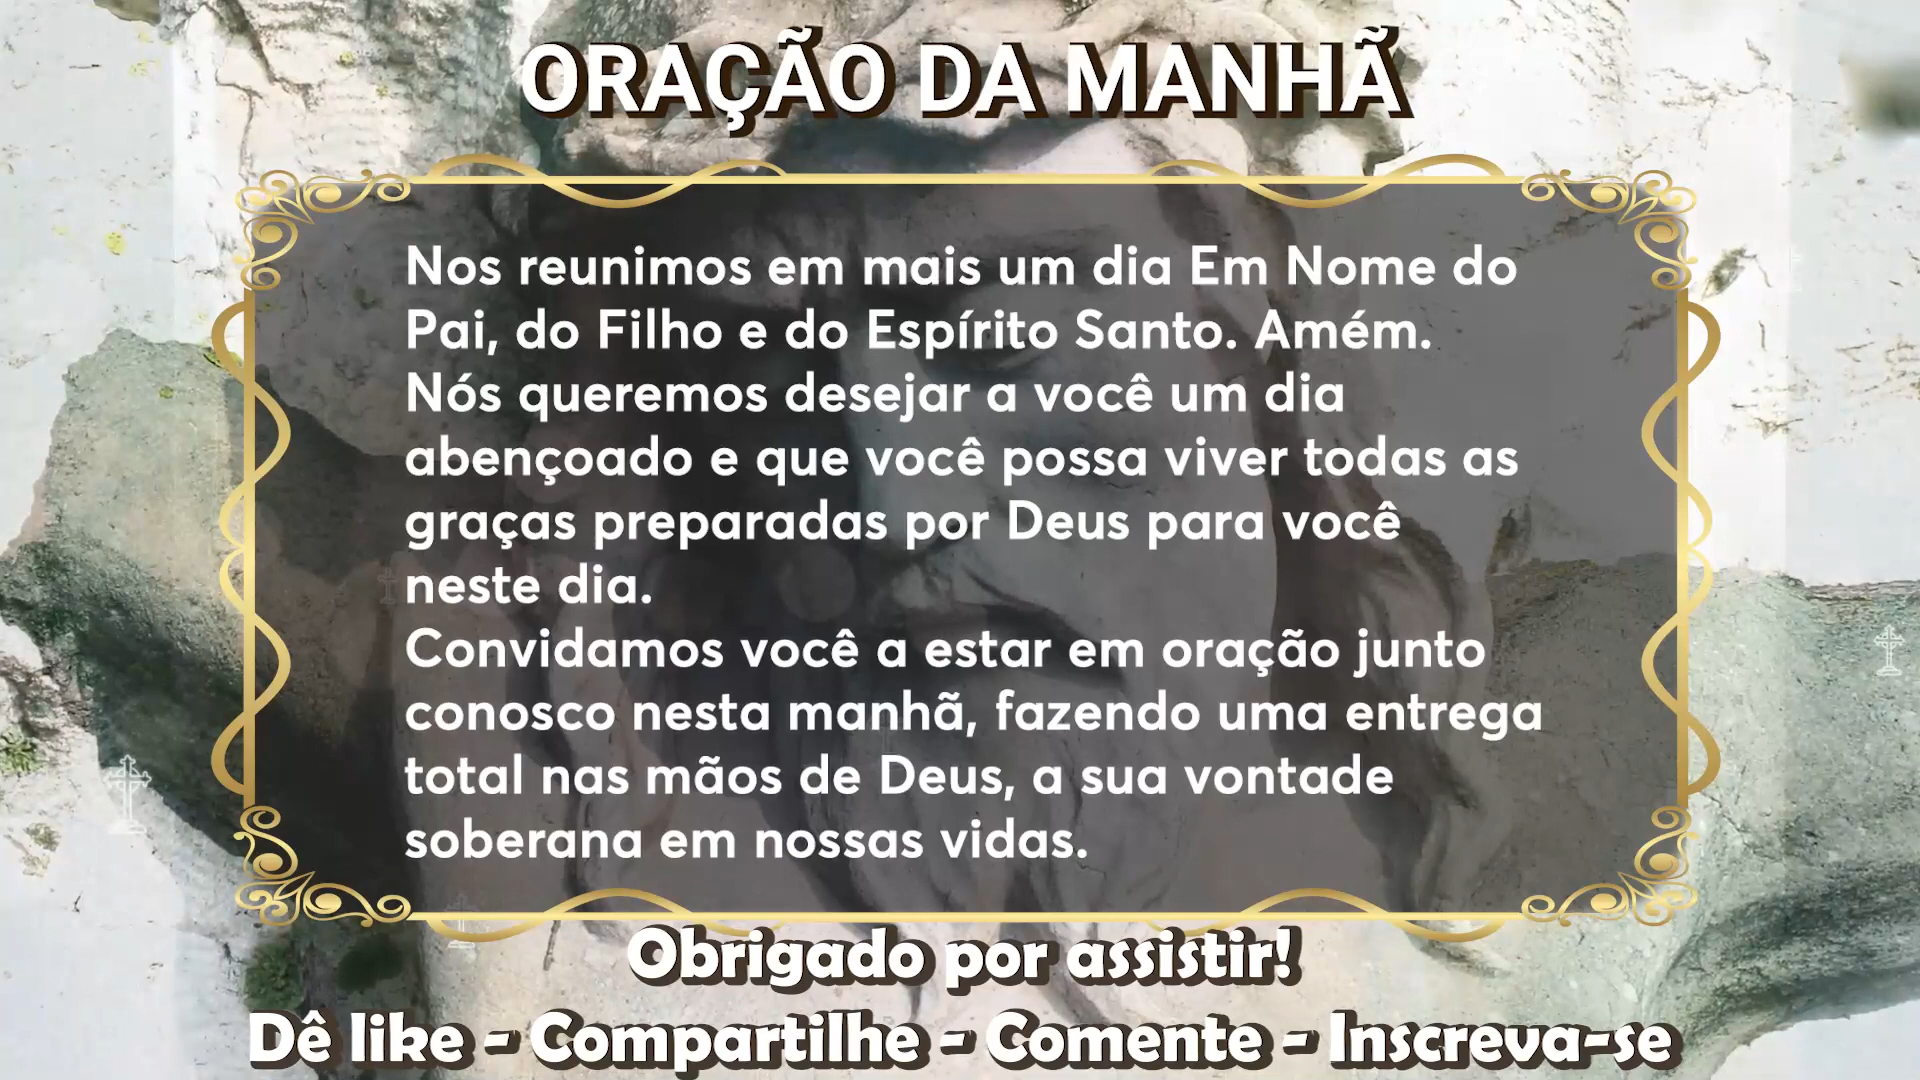 ORAÇÃO DA MANHÃ
Nos reunimos em mais um dia Em Nome do
Pai, do Filho e do Espírito Santo. Amém.
Nós queremos desejar a você um dia
abençoado e que você possa viver todas as
graças preparadas por Deus para você
neste dia.
Convidamos você a estar em oração junto
conosco nesta manhã, fazendo uma entrega
total nas mãos de Deus, a sua vontade
soberana em nossas vidas.
Obrigado por assistir!
Dê like - Compartilhe - Comente - Inscreva-se